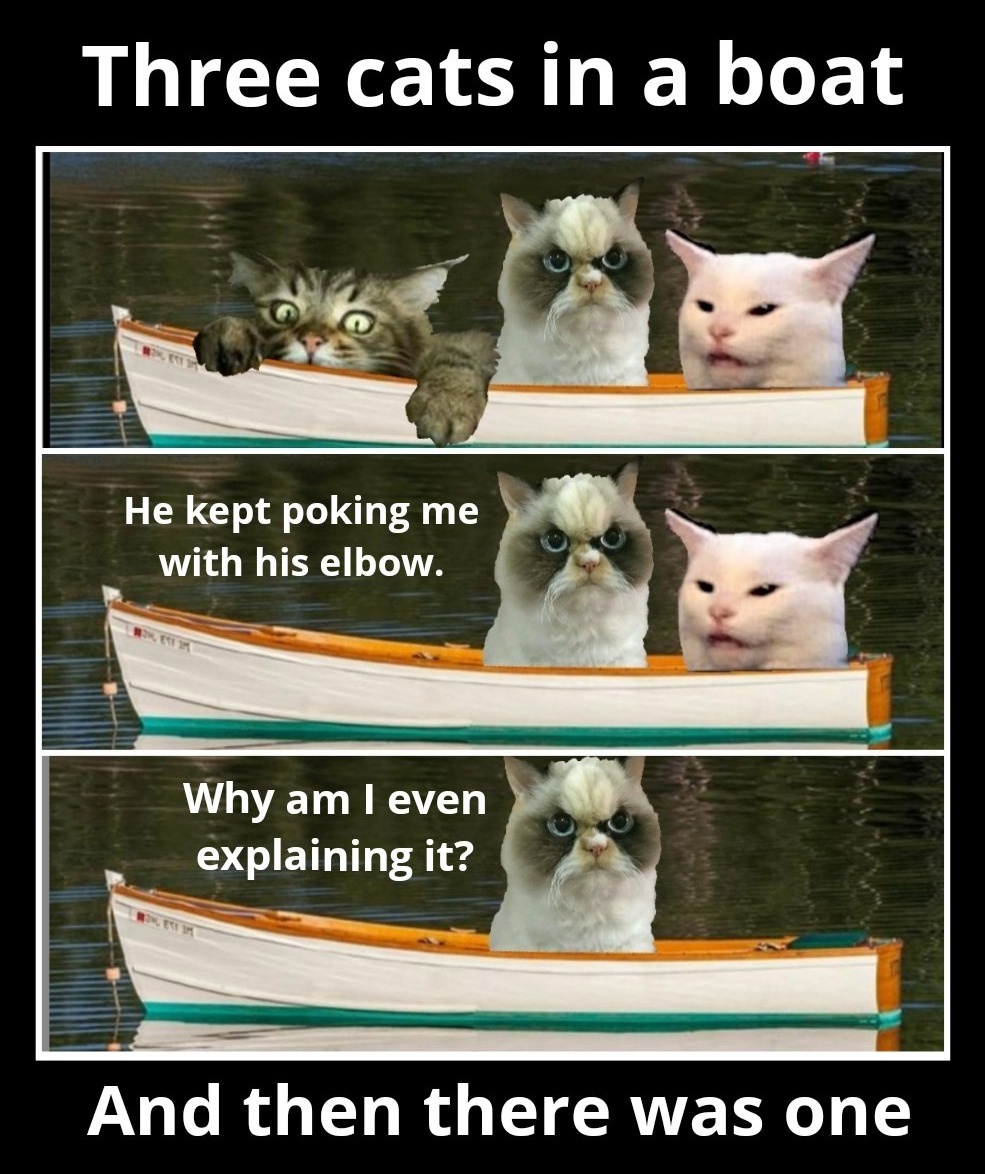 Three cats in a boat
He kept poking me
with his elbow.
Why am I even
explaining it?
And then there was one